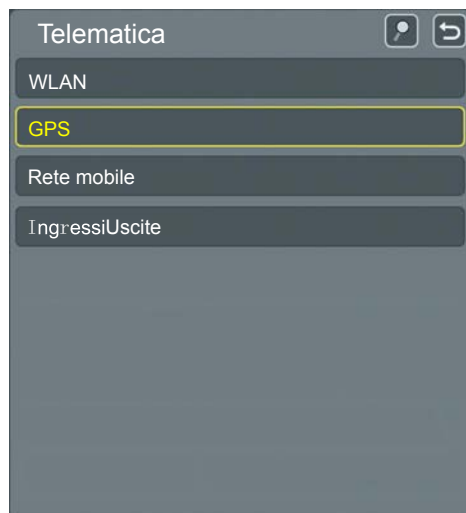 Telematica
WLAN
GPS
Rete mobile
IngressiUscite